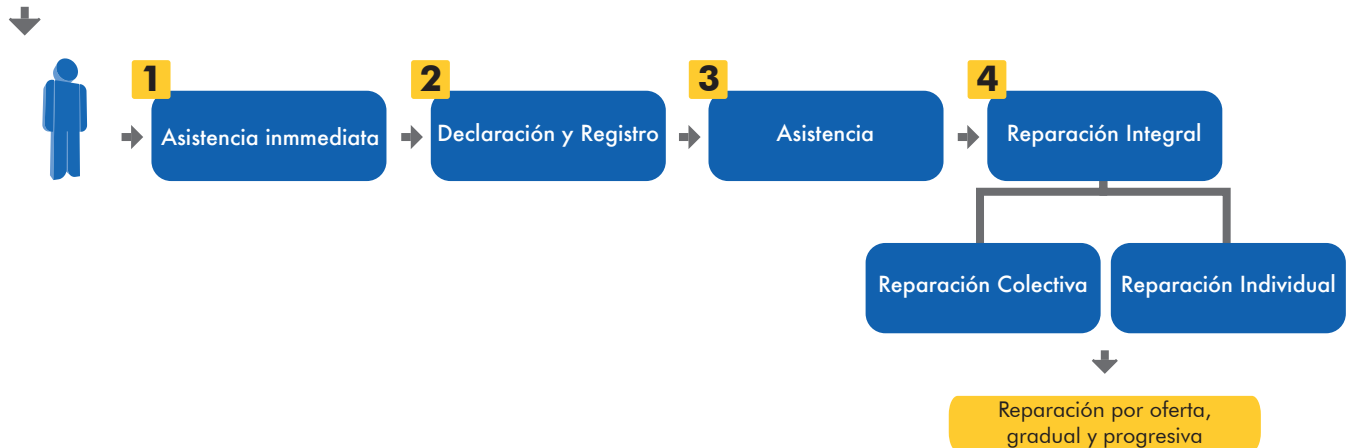 1
Asistencia inmmediata
2
Declaración y Registro
3
Asistencia
4
Reparación Integral
Reparación Colectiva
Reparación Individual
Reparación por oferta,
gradual y progresiva